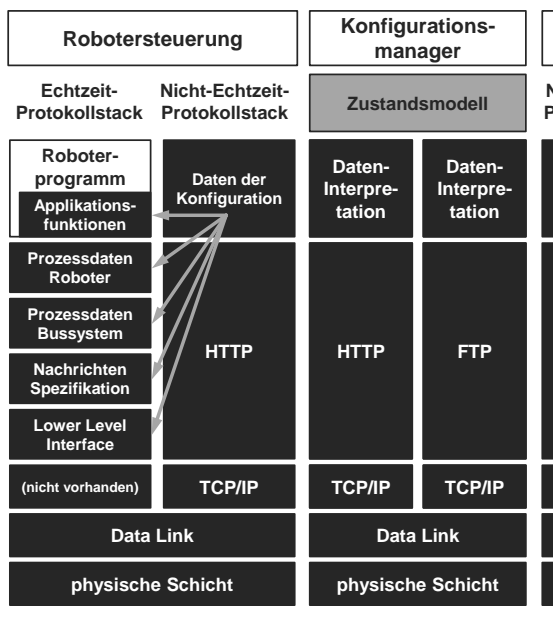 Robotersteuerung
Konfigurations-
manager
Echtzeit-
Protokollstack
Nicht-Echtzeit-
Protokollstack
Zustandsmodell
N
P
Roboter-
programm
Applikations-
funktionen
Daten der
Konfiguration
Daten-
Interpre-
tation
Daten-
Interpre-
tation
Prozessdaten
Roboter
Prozessdaten
Bussystem
Nachrichten
Spezifikation
Lower Level
Interface
HTTP
HTTP
FTP
(nicht vorhanden)
TCP/IP
TCP/IP
TCP/IP
Data Link
Data Link
physische Schicht
physische Schicht